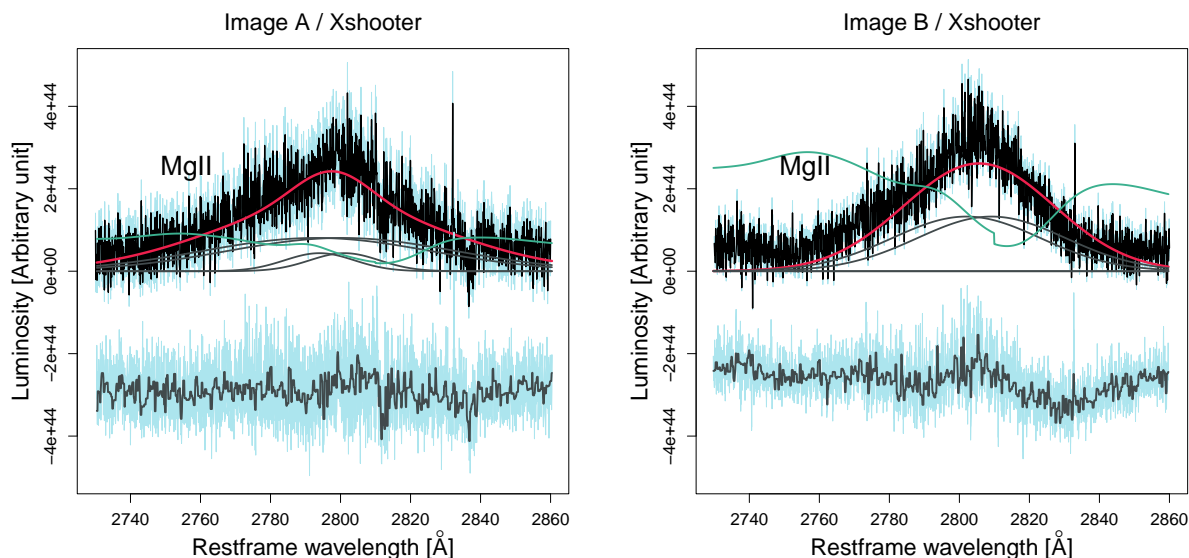 Image A / Xshooter
Luminosity [Arbitrary unit]
4e+44
2e+44
0e+00
−2e+44
−4e+44
MgII
2740 2760 2780 2800 2820 2840 2860
Restframe wavelength [Å]
Image B / Xshooter
Luminosity [Arbitrary unit]
4e+44
2e+44
0e+00
−2e+44
−4e+44
MgII
2740 2760 2780 2800 2820 2840 2860
Restframe wavelength [Å]